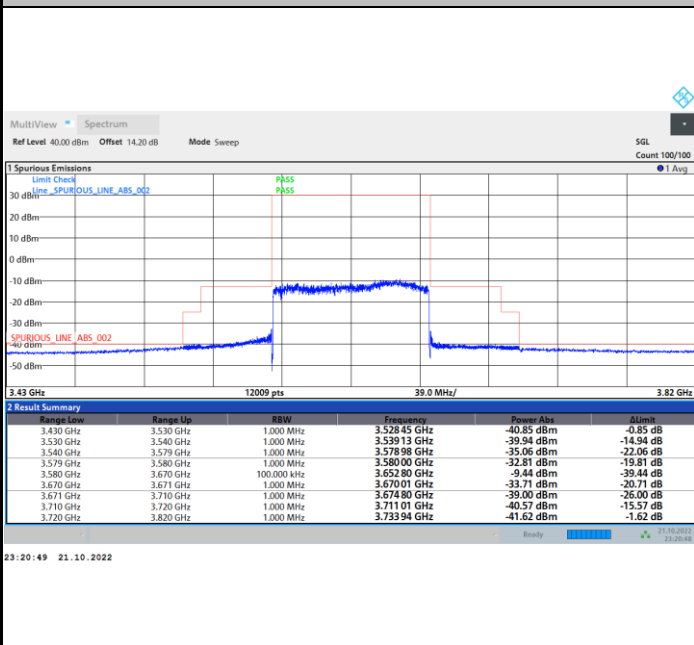 MultiView Spectrum
Ref Level 40.00 dBm Offset 14.20 dB Mode Sweep SGL
Count 100/100
1 Spurious Emissions 1 Avg
Limit Check PASS
Line _SPURIOUS_LINE_ABS_002 PASS
30 dBm
20 dBm
10 dBm
0 dBm
-10 dBm
-20 dBm
-30 dBm
SPURIOUS_LINE_ABS_002
-40 dBm
-50 dBm
3.43 GHz 12009 pts 39.0 MHz/ 3.82 GHz
2 Result Summary
Range Low Range Up RBW Frequency Power Abs ΔLimit
3.430 GHz 3.530 GHz 1.000 MHz 3.528 45 GHz -40.85 dBm -0.85 dB
3.530 GHz 3.540 GHz 1.000 MHz 3.539 13 GHz -39.94 dBm -14.94 dB
3.540 GHz 3.579 GHz 1.000 MHz 3.578 98 GHz -35.06 dBm -22.06 dB
3.579 GHz 3.580 GHz 1.000 MHz 3.580 00 GHz -32.81 dBm -19.81 dB
3.580 GHz 3.670 GHz 100.000 kHz 3.652 80 GHz -9.44 dBm -39.44 dB
3.670 GHz 3.671 GHz 1.000 MHz 3.670 01 GHz -33.71 dBm -20.71 dB
3.671 GHz 3.710 GHz 1.000 MHz 3.674 80 GHz -39.00 dBm -26.00 dB
3.710 GHz 3.720 GHz 1.000 MHz 3.711 01 GHz -40.57 dBm -15.57 dB
3.720 GHz 3.820 GHz 1.000 MHz 3.733 94 GHz -41.62 dBm -1.62 dB
Ready 21.10.2022
23:20:48
23:20:49 21.10.2022